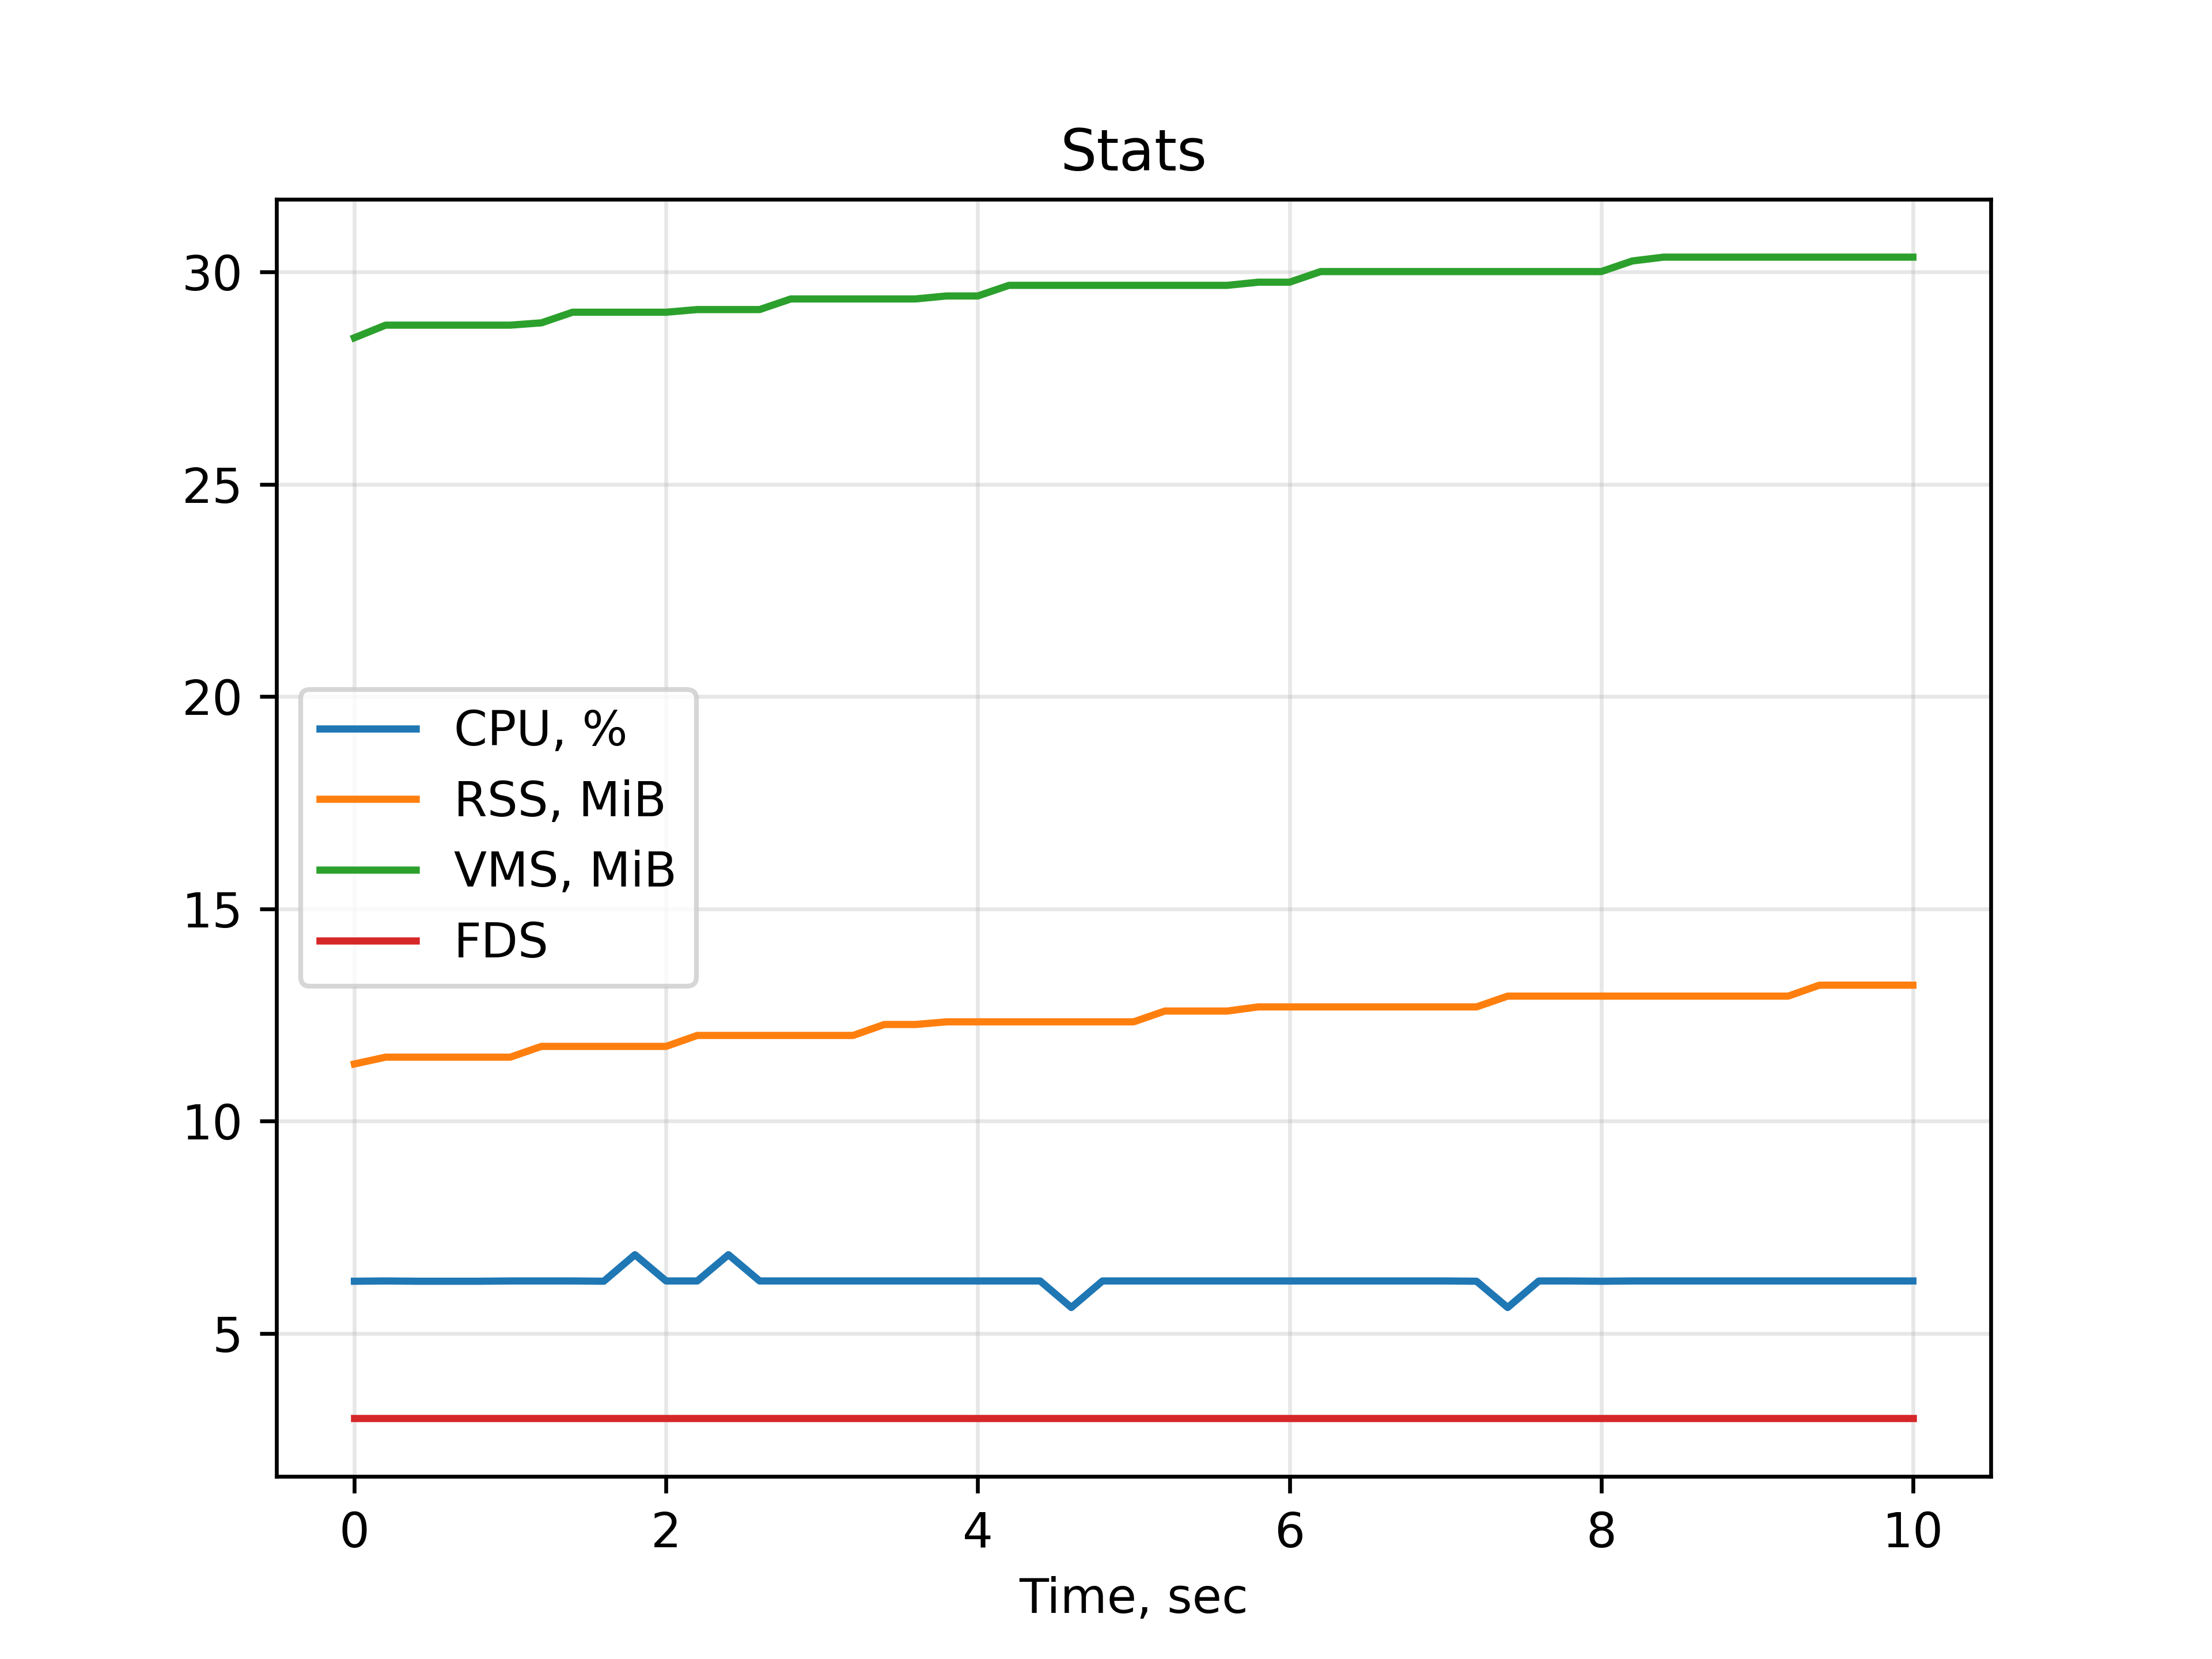 Stats
30
25
20
15
10
5
CPU, %
RSS, MiB
VMS, MiB
FDS
0 2 4 6 8 10
Time, sec